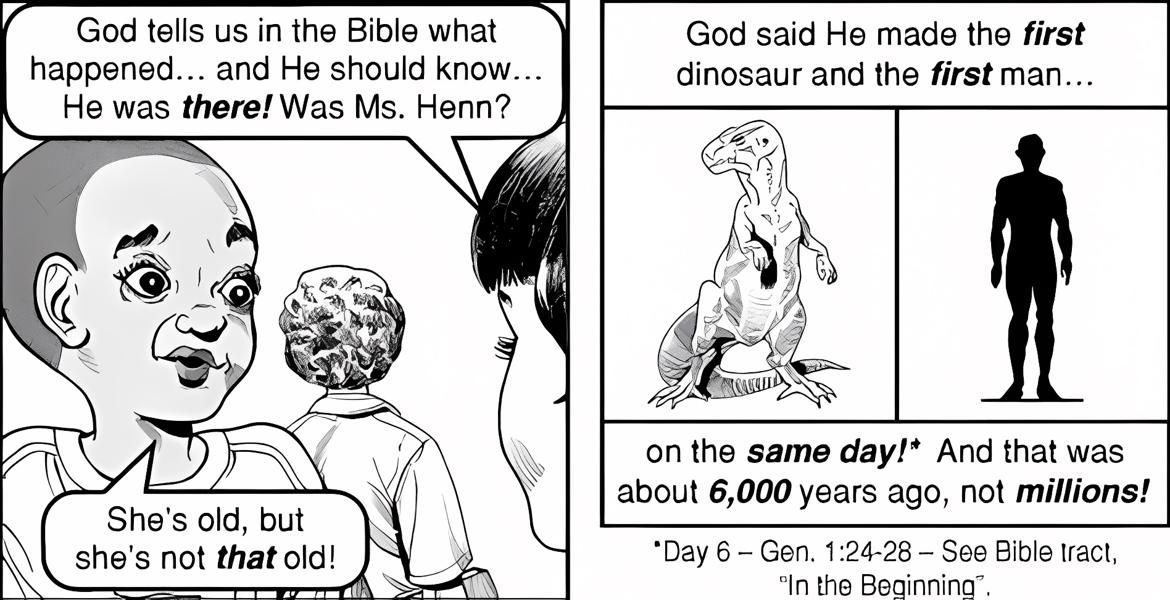 God tells us in the Bible what
happened... and He should know...
He was there! Was Ms. Henn?
She's old, but
she's not that old!
God said He made the first
dinosaur and the first man...
on the same day!* And that was
about 6,000 years ago, not millions!
*Day 6 – Gen. 1:24-28 – See Bible tract,
"In the Beginning".